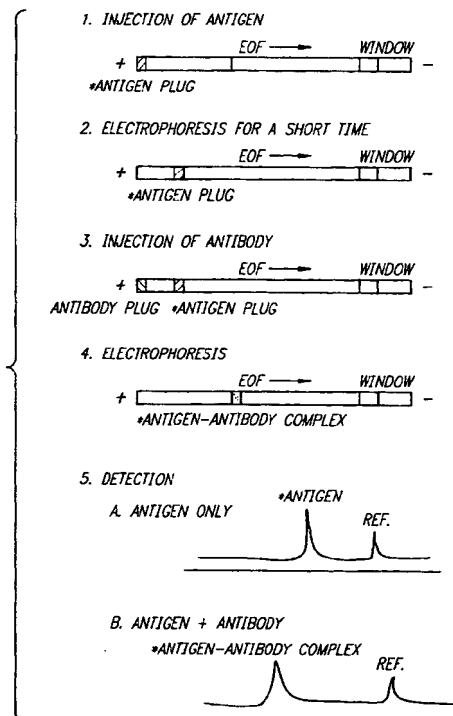 1. INJECTION OF ANTIGEN
EOF WINDOW
+ -
*ANTIGEN PLUG
2. ELECTROPHORESIS FOR A SHORT TIME
EOF WINDOW
+ -
*ANTIGEN PLUG
3. INJECTION OF ANTIBODY
EOF WINDOW
+ -
ANTIBODY PLUG *ANTIGEN PLUG
4. ELECTROPHORESIS
EOF WINDOW
+ -
*ANTIGEN-ANTIBODY COMPLEX
5. DETECTION
*ANTIGEN
A. ANTIGEN ONLY
REF.
B. ANTIGEN + ANTIBODY
*ANTIGEN-ANTIBODY COMPLEX
REF.